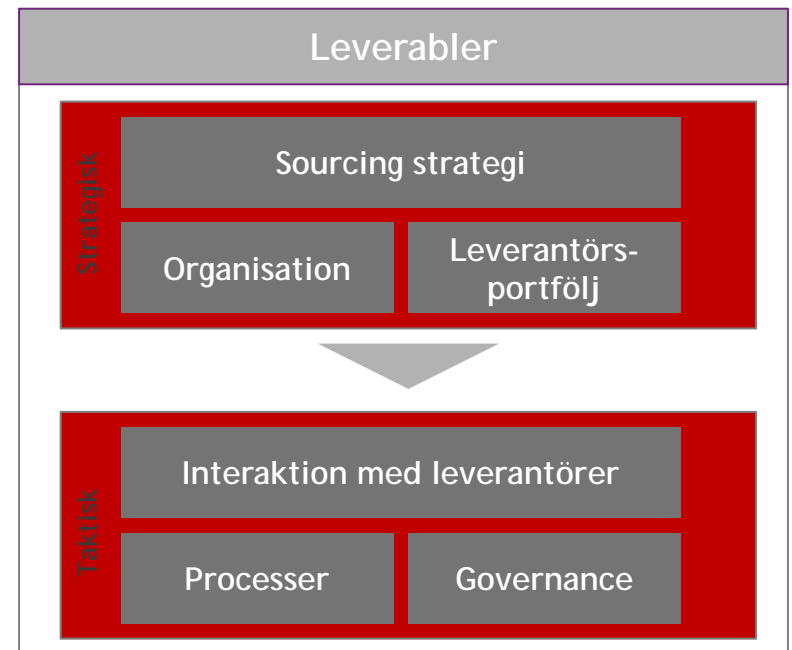 Leverabler
Strategisk
Sourcing strategi
Organisation
Leverantörs-
portfölj
Taktisk
Interaktion med leverantörer
Processer
Governance